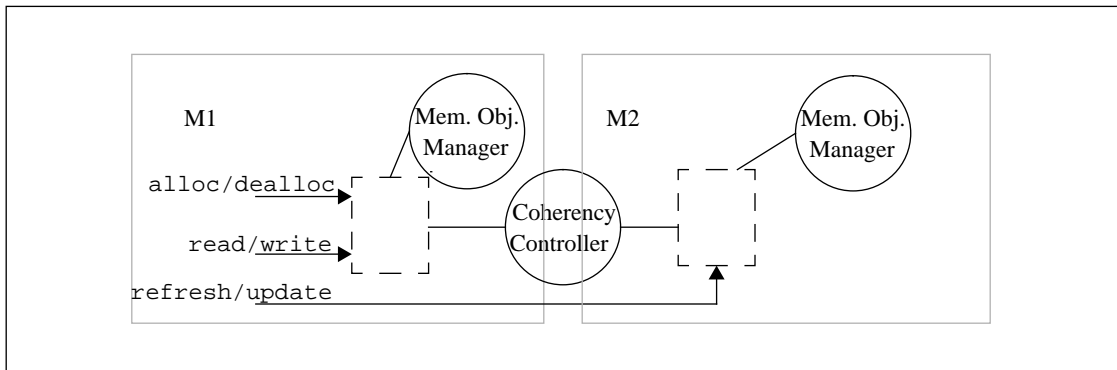 M1
Mem. Obj.
Manager
M2
Mem. Obj.
Manager
alloc/dealloc
Coherency
Controller
read/write
refresh/update